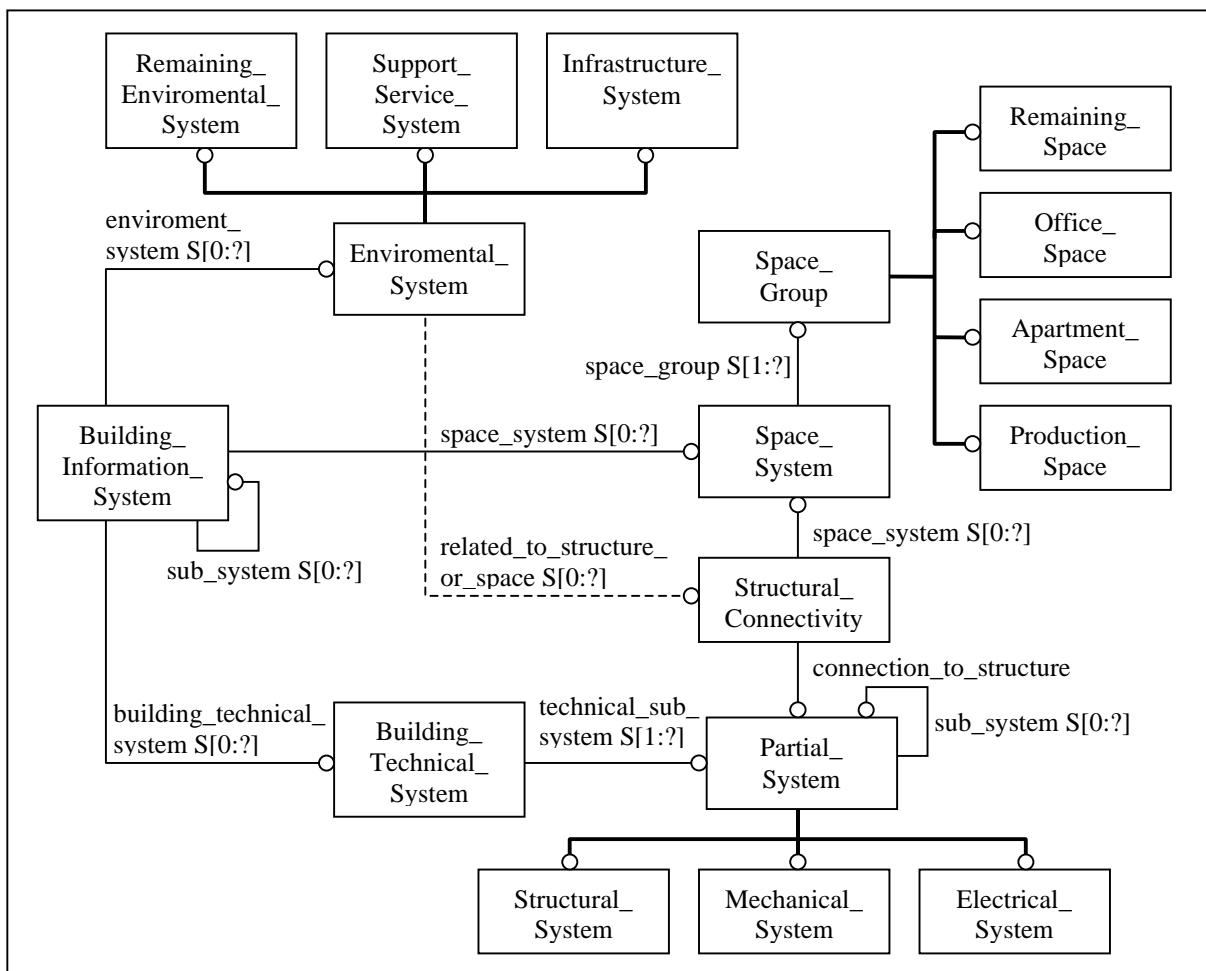 Remaining_
Enviromental_
System
Support_
Service_
System
Infrastructure_
System
Remaining_
Space
Office_
Space
Apartment_
Space
Production_
Space
enviroment_
system S[0:?]
Enviromental_
System
Space_
Group
space_group S[1:?]
Building_
Information_
System
space_system S[0:?]
Space_
System
sub_system S[0:?]
space_system S[0:?]
related_to_structure_
or_space S[0:?]
Structural_
Connectivity
connection_to_structure
building_technical_
system S[0:?]
Building_
Technical_
System
technical_sub_
system S[1:?]
Partial_
System
sub_system S[0:?]
Structural_
System
Mechanical_
System
Electrical_
System